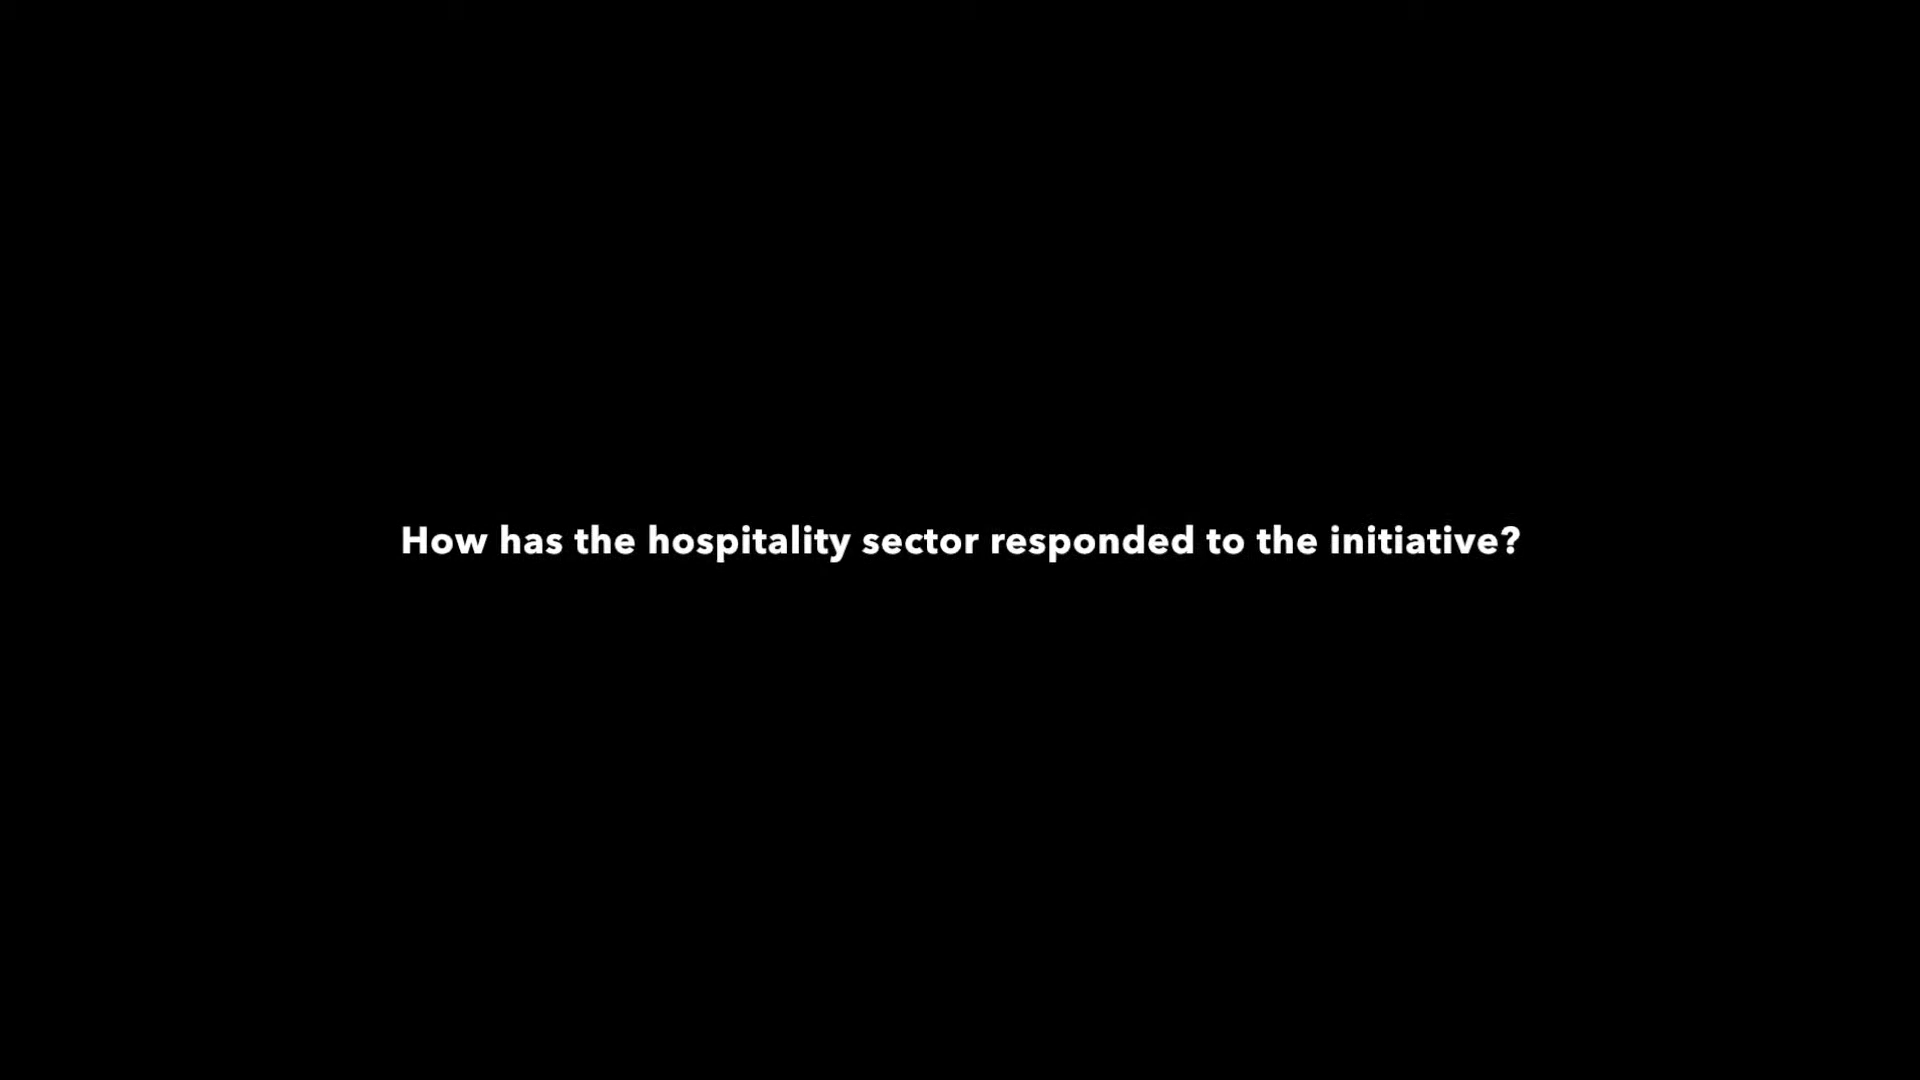 How has the hospitality sector responded to the initiative?